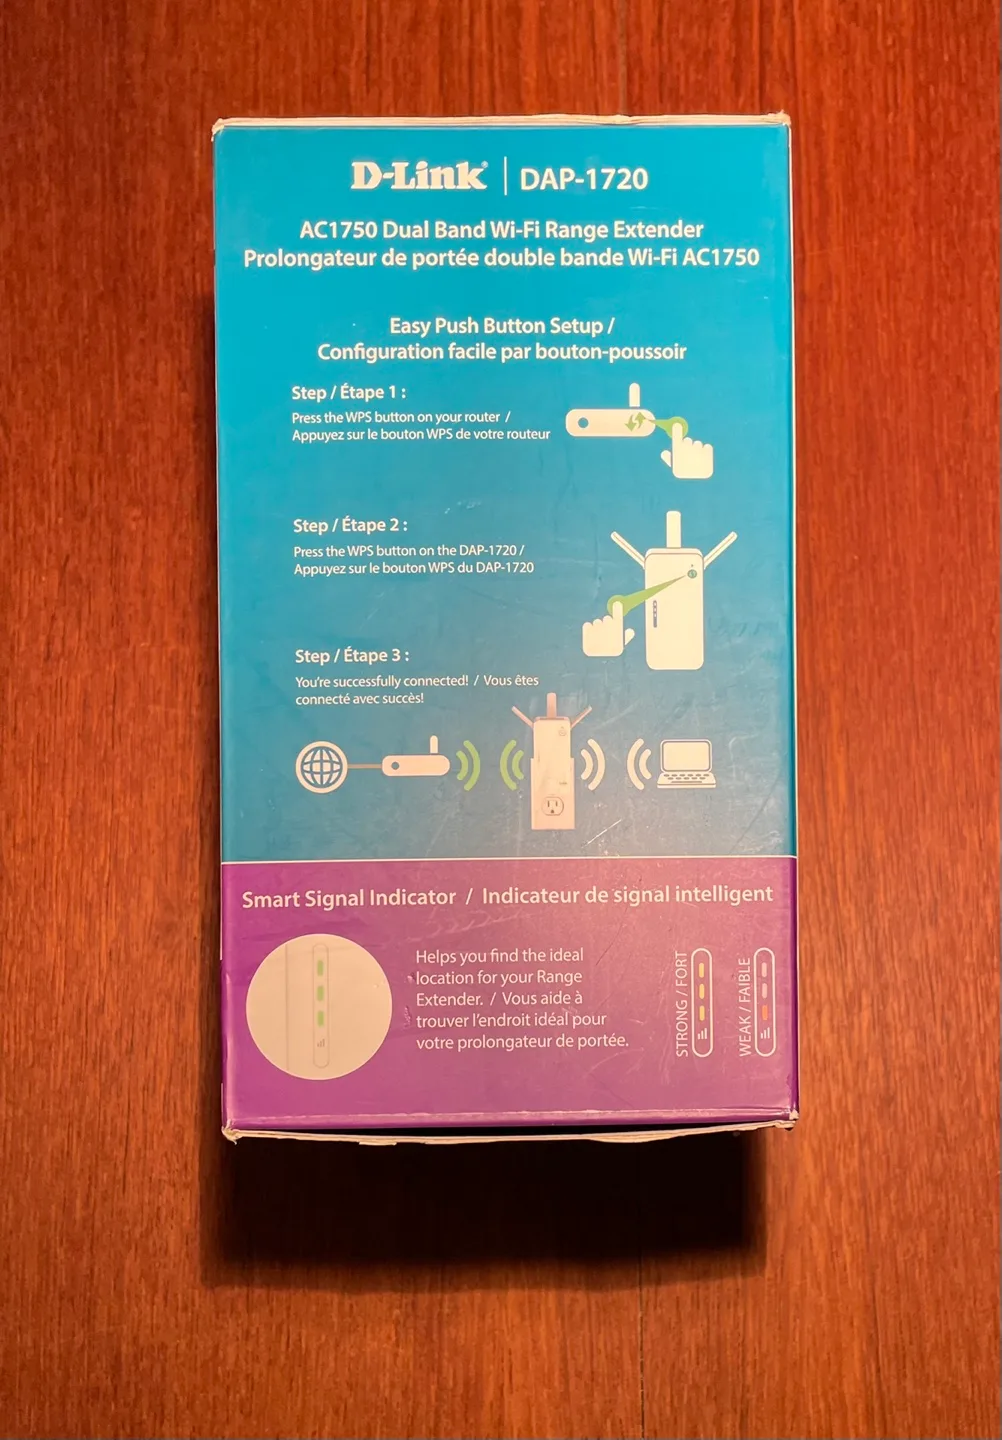 D-Link® | DAP-1720
AC1750 Dual Band Wi-Fi Range Extender
Prolongateur de portée double bande Wi-Fi AC1750
Easy Push Button Setup /
Configuration facile par bouton-poussoir
Step / Étape 1 :
Press the WPS button on your router /
Appuyez sur le bouton WPS de votre routeur
Step / Étape 2 :
Press the WPS button on the DAP-1720 /
Appuyez sur le bouton WPS du DAP-1720
Step / Étape 3 :
You're successfully connected! / Vous êtes
connecté avec succès!
Smart Signal Indicator / Indicateur de signal intelligent
Helps you find the ideal
location for your Range
Extender. / Vous aide à
trouver l'endroit idéal pour
votre prolongateur de portée.
STRONG / FORT
WEAK / FAIBLE